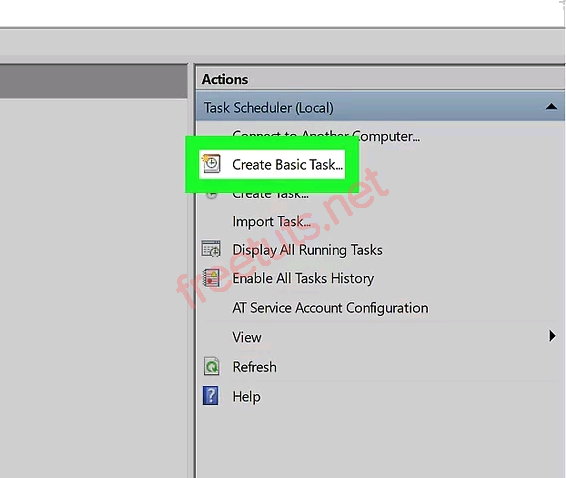 Actions
Task Scheduler (Local)
Connect to Another Computer...
Create Basic Task...
Create Task...
Import Task...
Display All Running Tasks
Enable All Tasks History
AT Service Account Configuration
View
Refresh
Help
freetuts.net